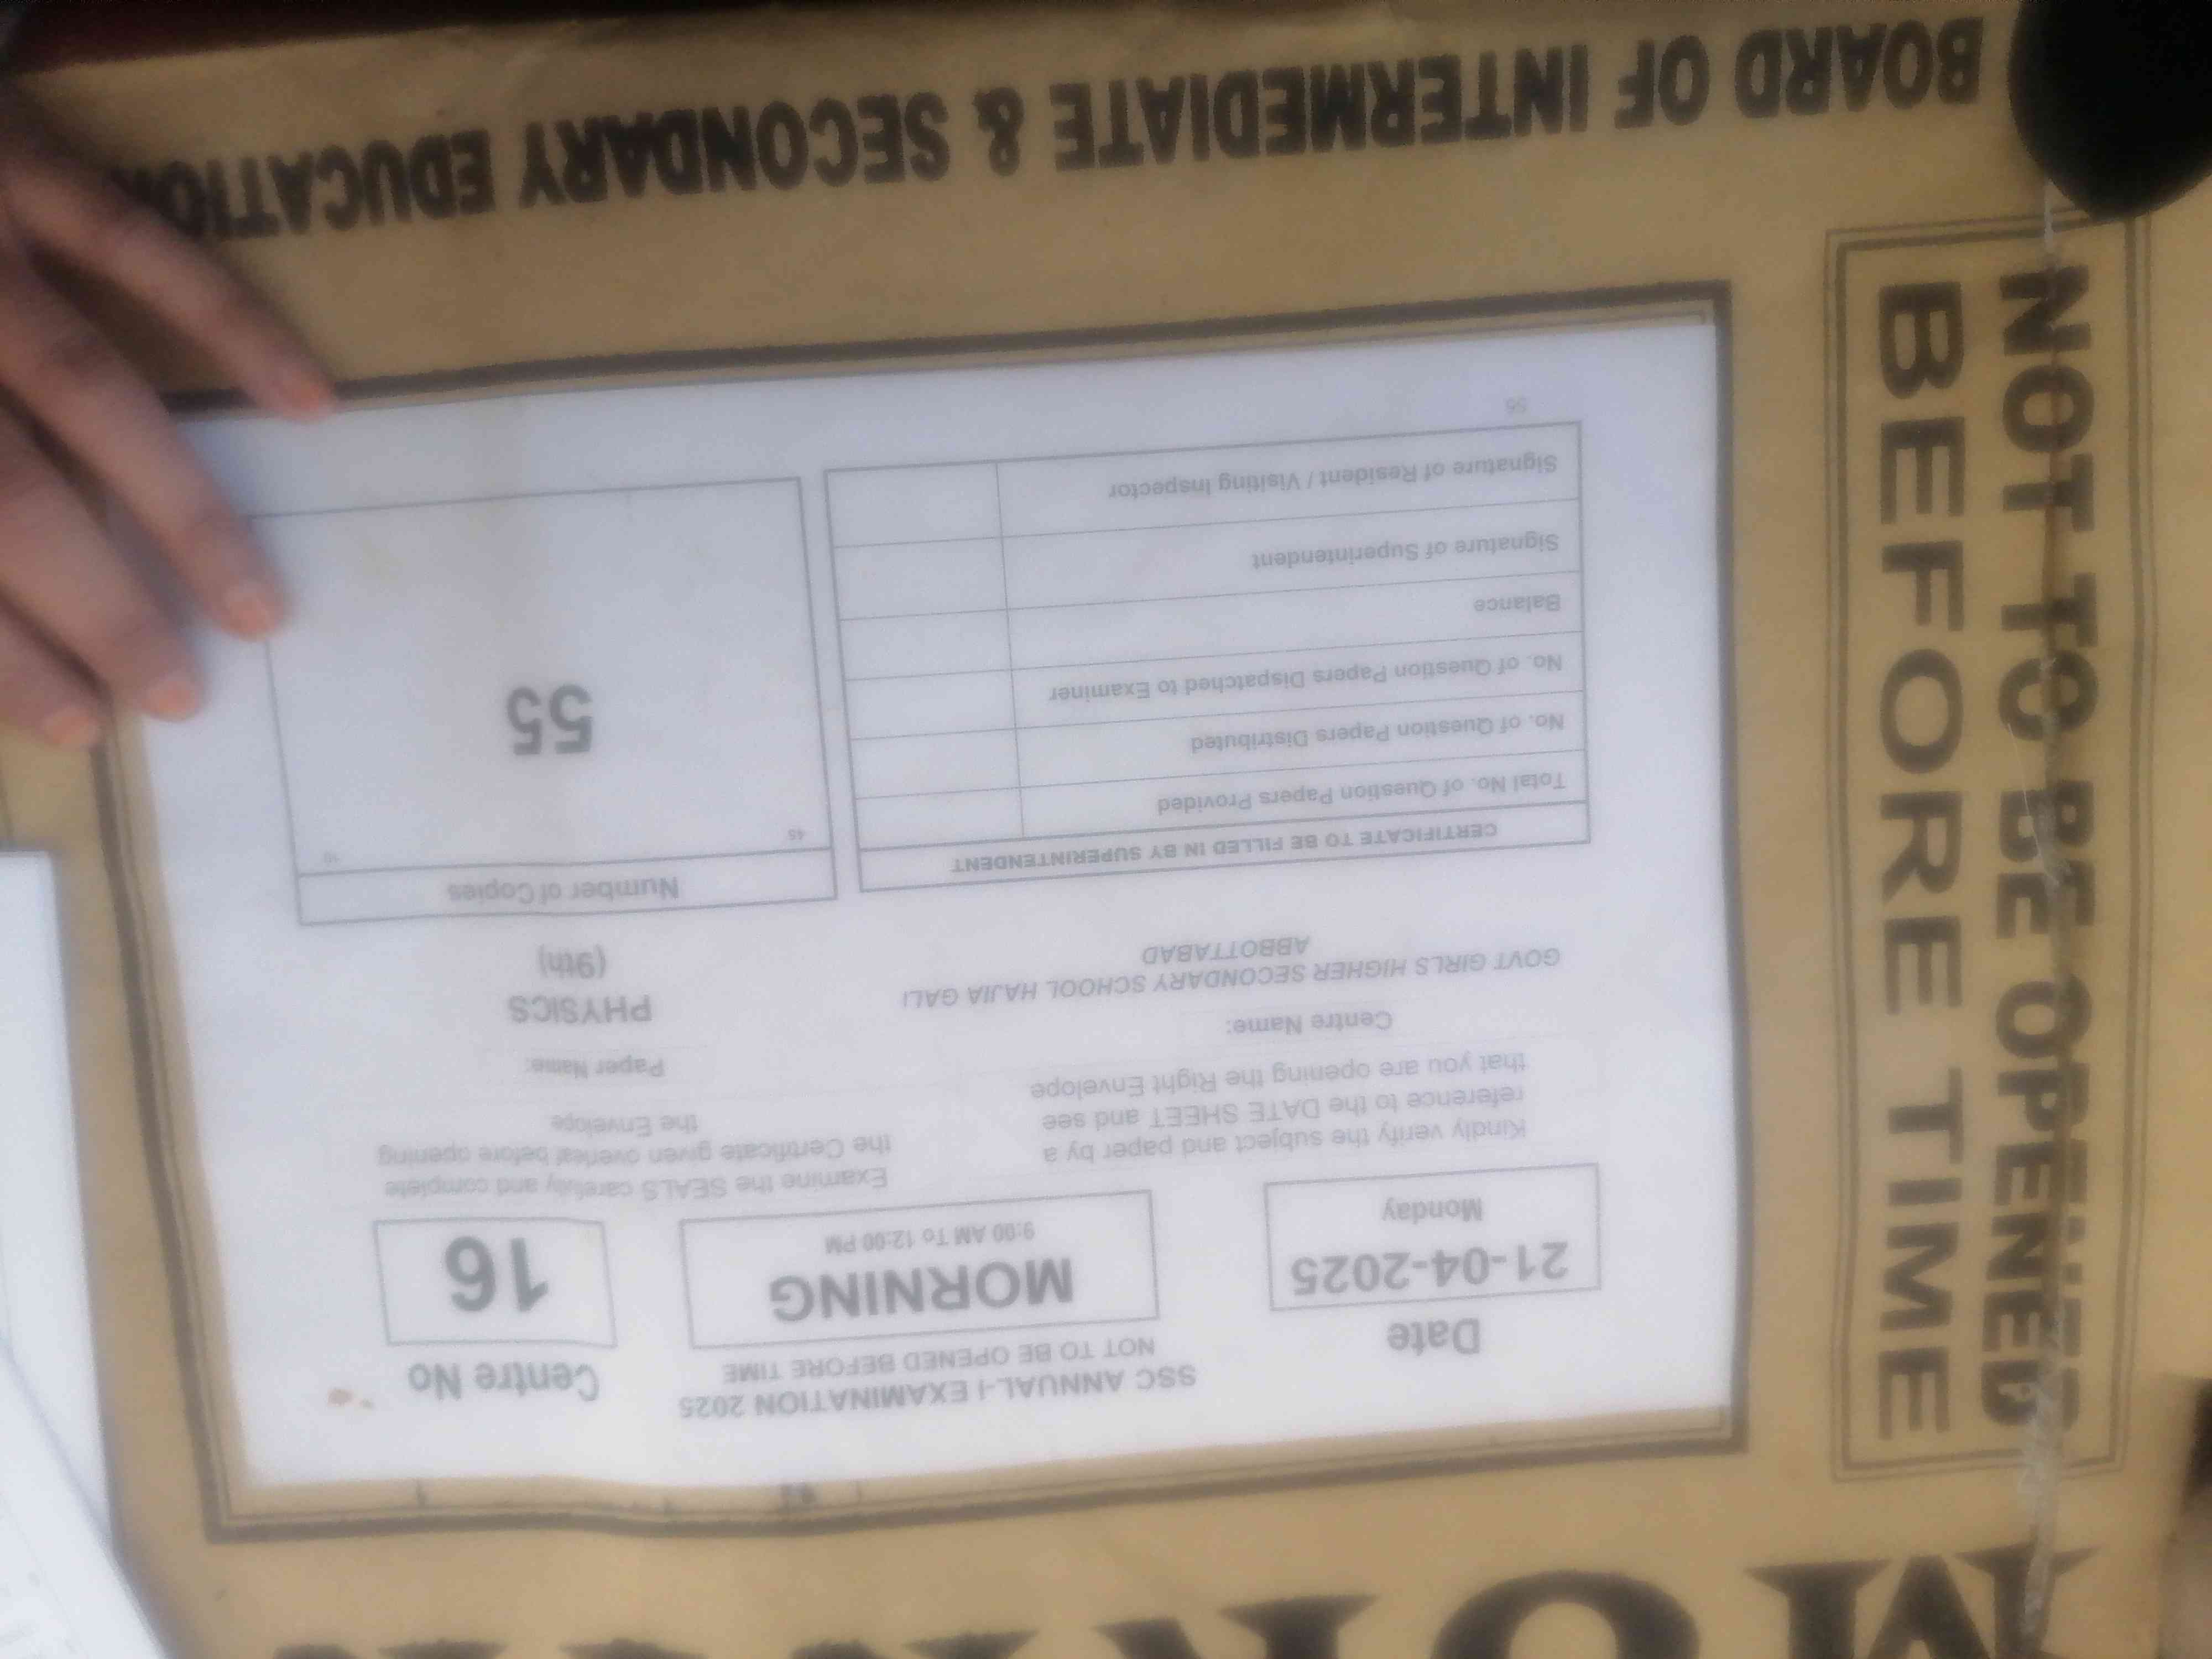 SSC ANNUAL-I EXAMINATION 2025
NOT TO BE OPENED BEFORE TIME
Date
21-04-2025
Monday
MORNING
9:00 AM To 12:00 PM
Centre No
16
Kindly verify the subject and paper by a
reference to the DATE SHEET and see
that you are opening the Right Envelope
Examine the SEALS carefully and complete
the Certificate given overleaf before opening
the Envelope
Centre Name:
GOVT GIRLS HIGHER SECONDARY SCHOOL HAJIA GALI
ABBOTTABAD
Paper Name:
PHYSICS
(9th)
CERTIFICATE TO BE FILLED IN BY SUPERINTENDENT
Total No. of Question Papers Provided
No. of Question Papers Distributed
No. of Question Papers Dispatched to Examiner
Balance
Signature of Superintendent
Signature of Resident / Visiting Inspector
Number of Copies
45
10
55
55
BOARD OF INTERMEDIATE & SECONDARY EDUCATION
NOT TO BE OPENED
BEFORE TIME